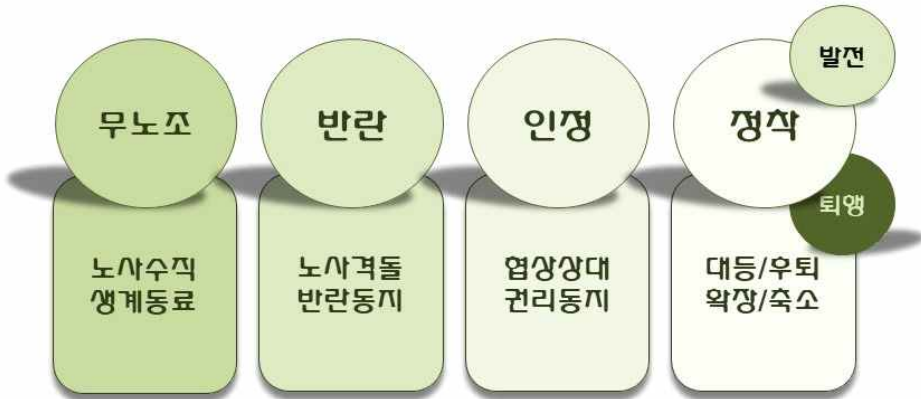 무노조
노사수직
생계동료
반란
노사격돌
반란동지
인정
협상상대
권리동지
정착
발전
퇴행
대등/후퇴
확장/축소